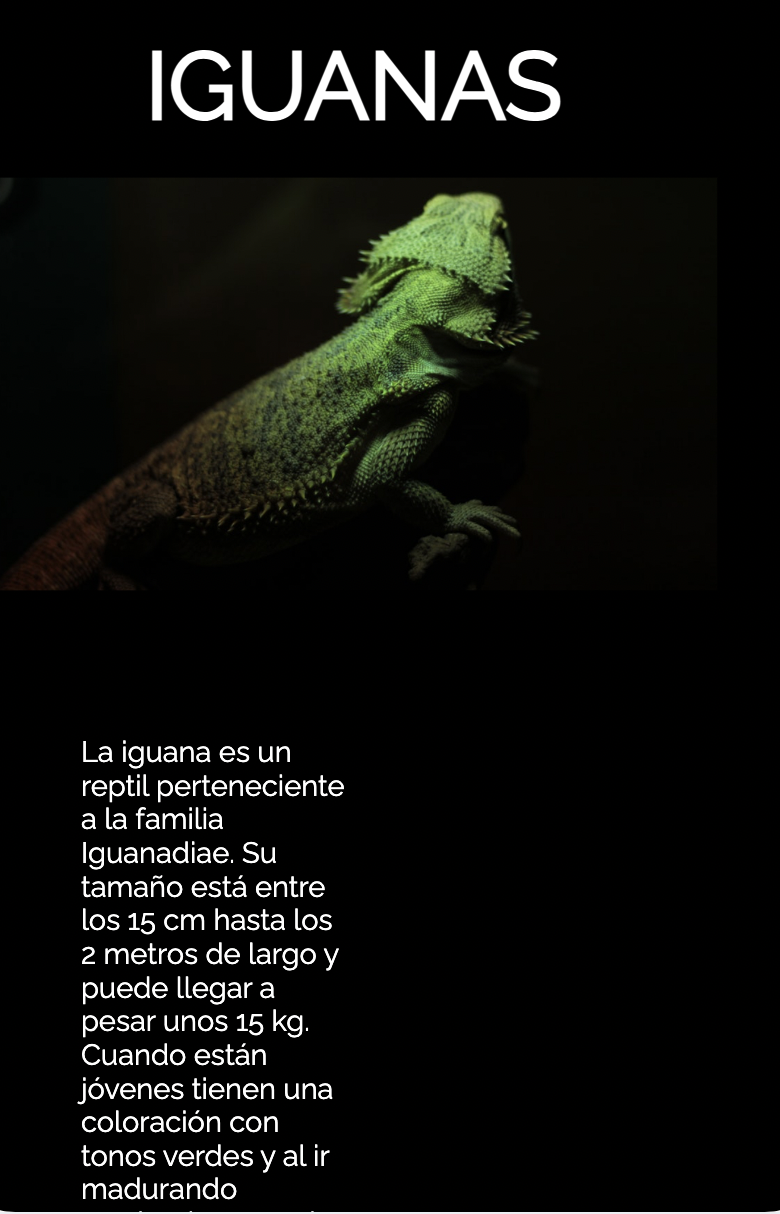 IGUANAS
La iguana es un
reptil perteneciente
a la familia
Iguanadiae. Su
tamaño está entre
los 15 cm hasta los
2 metros de largo y
puede llegar a
pesar unos 15 kg.
Cuando están
jóvenes tienen una
coloración con
tonos verdes y al ir
madurando